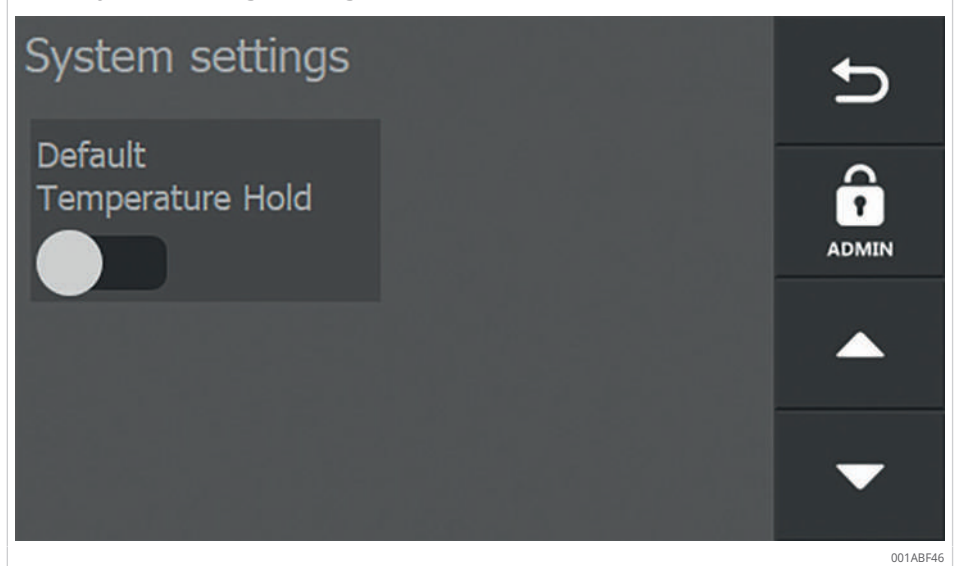 System settings
Default
Temperature Hold
ADMIN
001ABF46